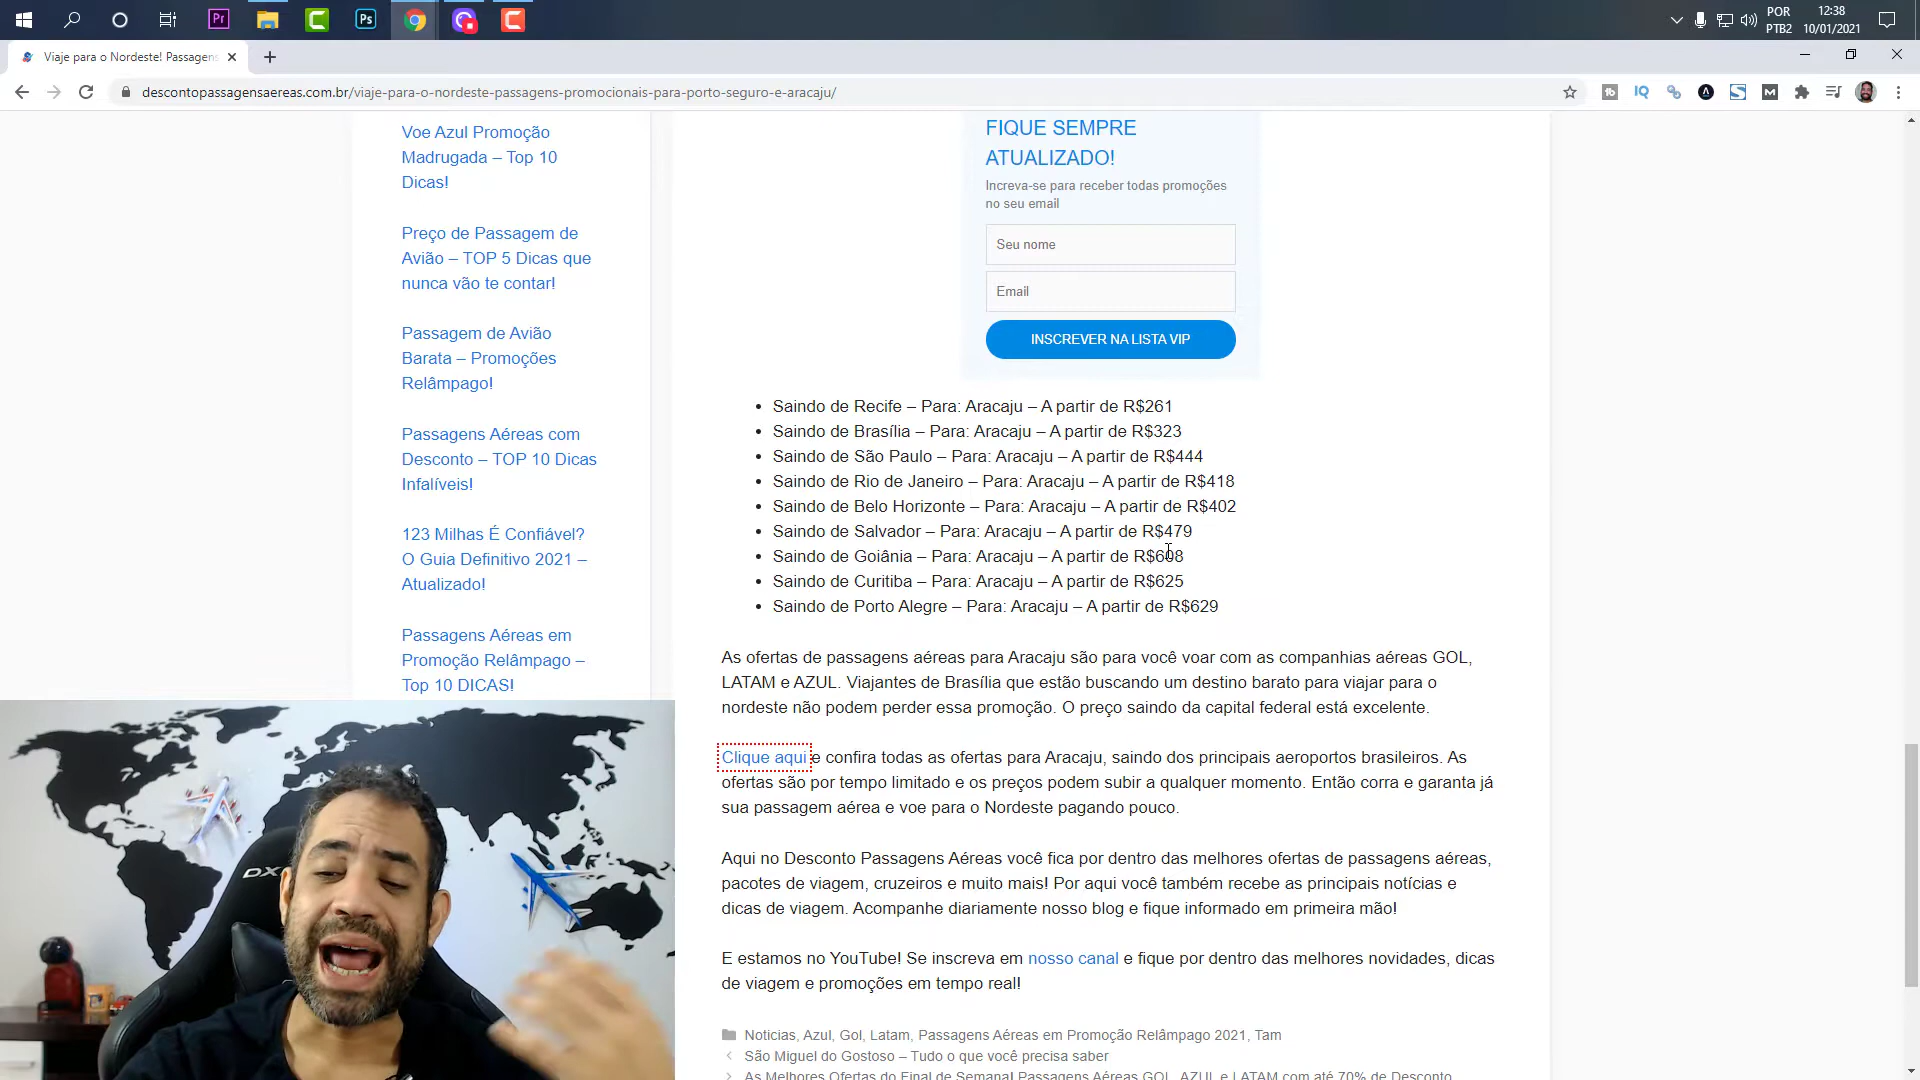 Pr
Ps
POR
PTB2
12:38
10/01/2021
Viaje para o Nordeste! Passagens
descontopassagensaereas.com.br/viaje-para-o-nordeste-passagens-promocionais-para-porto-seguro-e-aracaju/
IQ
Voe Azul Promoção
Madrugada – Top 10
Dicas!
Preço de Passagem de
Avião – TOP 5 Dicas que
nunca vão te contar!
Passagem de Avião
Barata – Promoções
Relâmpago!
Passagens Aéreas com
Desconto – TOP 10 Dicas
Infalíveis!
123 Milhas É Confiável?
O Guia Definitivo 2021 –
Atualizado!
Passagens Aéreas em
Promoção Relâmpago –
Top 10 DICAS!
FIQUE SEMPRE
ATUALIZADO!
Increva-se para receber todas promoções
no seu email
Seu nome
Email
INSCREVER NA LISTA VIP
• Saindo de Recife – Para: Aracaju – A partir de R$261
• Saindo de Brasília – Para: Aracaju – A partir de R$323
• Saindo de São Paulo – Para: Aracaju – A partir de R$444
• Saindo de Rio de Janeiro – Para: Aracaju – A partir de R$418
• Saindo de Belo Horizonte – Para: Aracaju – A partir de R$402
• Saindo de Salvador – Para: Aracaju – A partir de R$479
• Saindo de Goiânia – Para: Aracaju – A partir de R$608
• Saindo de Curitiba – Para: Aracaju – A partir de R$625
• Saindo de Porto Alegre – Para: Aracaju – A partir de R$629
As ofertas de passagens aéreas para Aracaju são para você voar com as companhias aéreas GOL,
LATAM e AZUL. Viajantes de Brasília que estão buscando um destino barato para viajar para o
nordeste não podem perder essa promoção. O preço saindo da capital federal está excelente.
Clique aqui e confira todas as ofertas para Aracaju, saindo dos principais aeroportos brasileiros. As
ofertas são por tempo limitado e os preços podem subir a qualquer momento. Então corra e garanta já
sua passagem aérea e voe para o Nordeste pagando pouco.
Aqui no Desconto Passagens Aéreas você fica por dentro das melhores ofertas de passagens aéreas,
pacotes de viagem, cruzeiros e muito mais! Por aqui você também recebe as principais notícias e
dicas de viagem. Acompanhe diariamente nosso blog e fique informado em primeira mão!
E estamos no YouTube! Se inscreva em nosso canal e fique por dentro das melhores novidades, dicas
de viagem e promoções em tempo real!
Noticias, Azul, Gol, Latam, Passagens Aéreas em Promoção Relâmpago 2021, Tam
São Miguel do Gostoso – Tudo o que você precisa saber
As Melhores Ofertas do Final de Semana! Passagens Aéreas GOL, AZUL e LATAM com até 70% de Desconto
DX